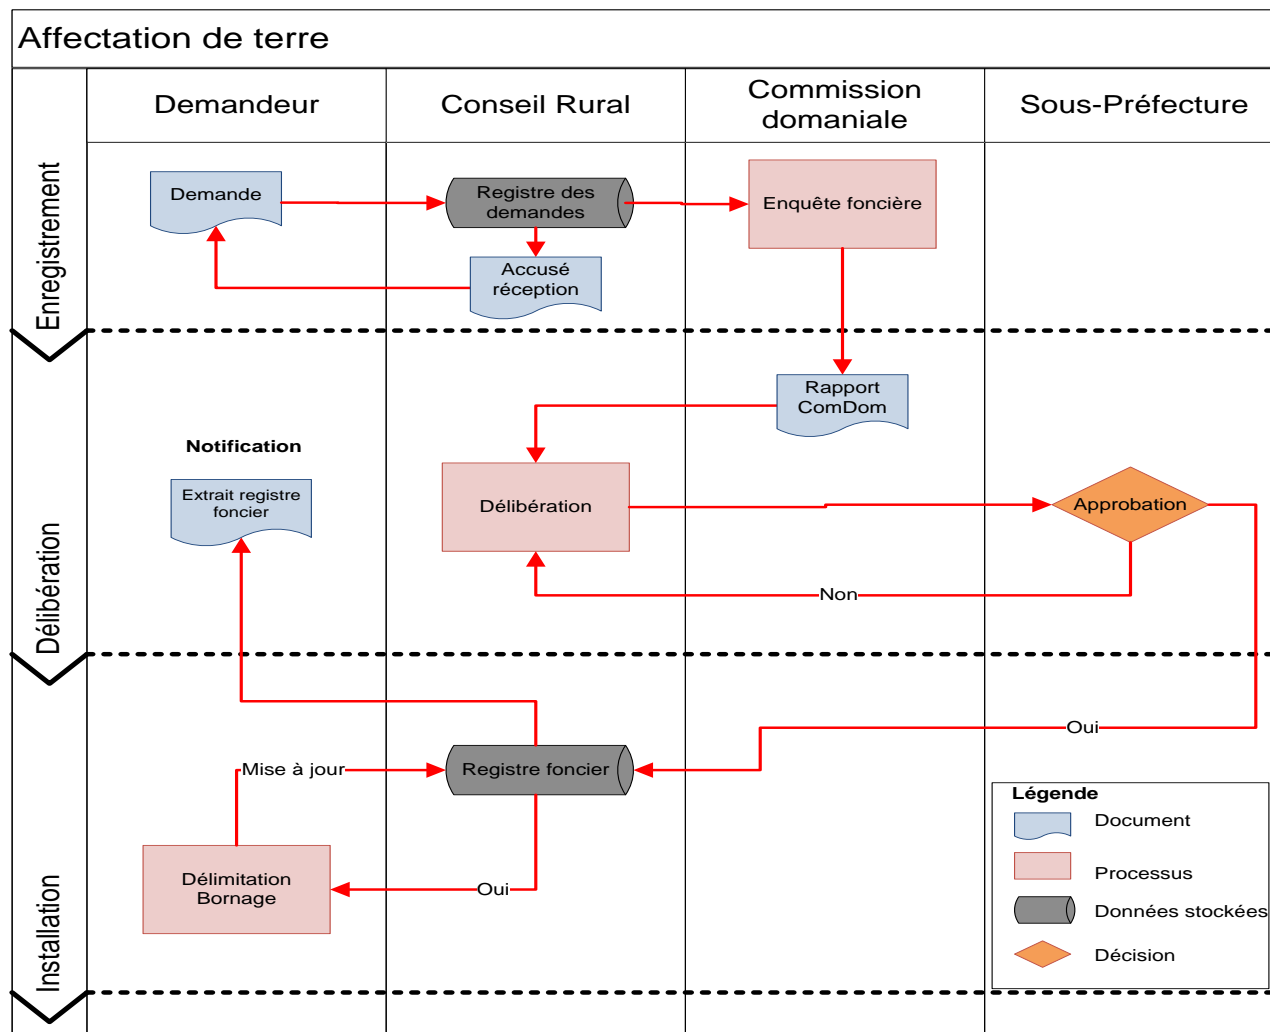 Affectation de terre
Demandeur
Conseil Rural
Commission
domaniale
Sous-Préfecture
Enregistrement
Demande
Registre des
demandes
Enquête foncière
Accusé
réception
Délibération
Rapport
ComDom
Notification
Extrait registre
foncier
Délibération
Approbation
Non
Installation
Oui
Mise à jour
Registre foncier
Délimitation
Bornage
Oui
Légende
Document
Processus
Données stockées
Décision